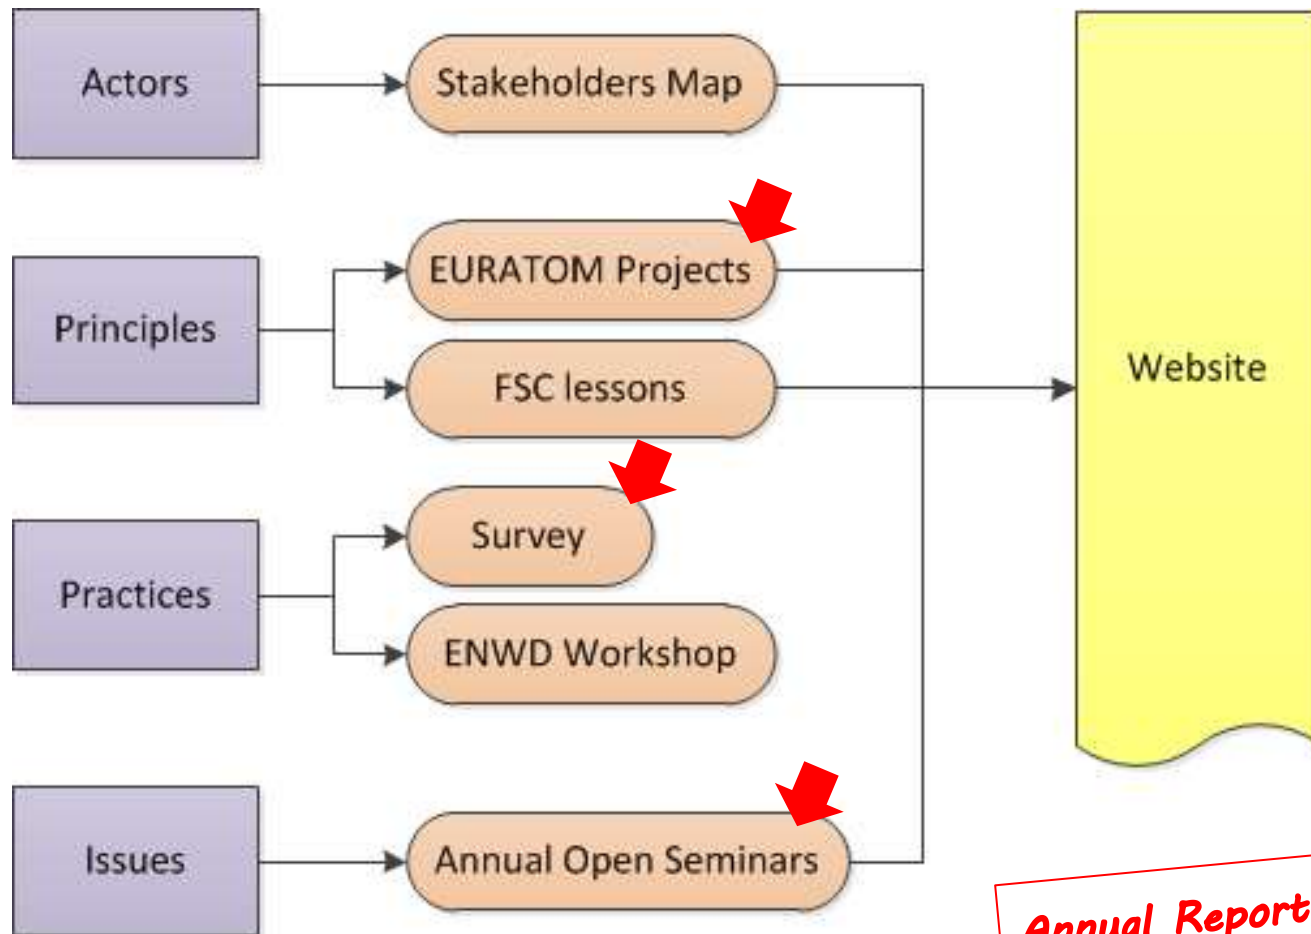 Actors
Stakeholders Map
Principles
EURATOM Projects
FSC lessons
Website
Practices
Survey
ENWD Workshop
Issues
Annual Open Seminars
Annual Report